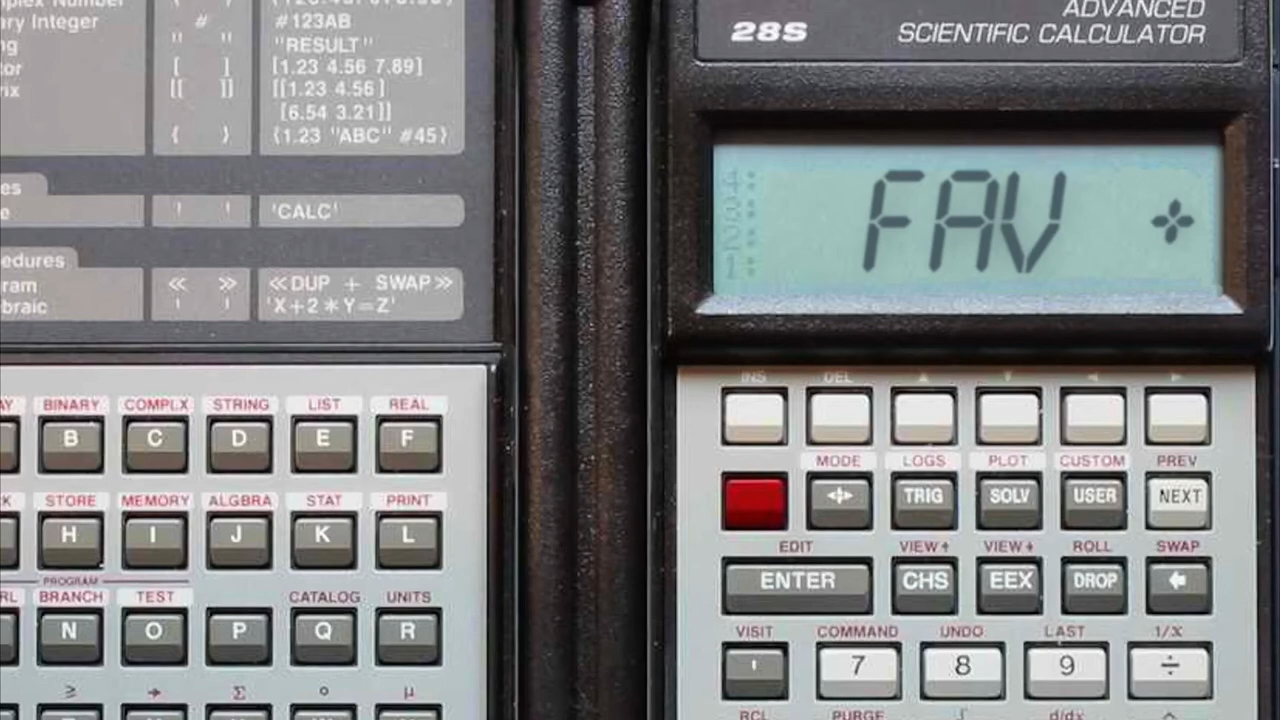 #
#123AB
" "
"RESULT"
[ ]
[1.23 4.56 7.89]
[[ ]]
[[1.23 4.56]
[6.54 3.21]]
{ }
{1.23 "ABC" #45}
' '
'CALC'
« »
«DUP + SWAP»
' '
'X+2*Y=Z'
ary Integer
BINARY COMPLX STRING LIST REAL
B C D E F
STORE MEMORY ALGBRA STAT PRINT
H I J K L
PROGRAM
BRANCH TEST CATALOG UNITS
N O P Q R
≥ → Σ ° µ
ADVANCED
28S SCIENTIFIC CALCULATOR
FAV
INS DEL ▲ ▼ ◄ ►
MODE LOGS PLOT CUSTOM PREV
TRIG SOLV USER NEXT
EDIT VIEW↑ VIEW↓ ROLL SWAP
ENTER CHS EEX DROP ←
VISIT COMMAND UNDO LAST 1/X
' 7 8 9 ÷
RCL PURGE d/dx